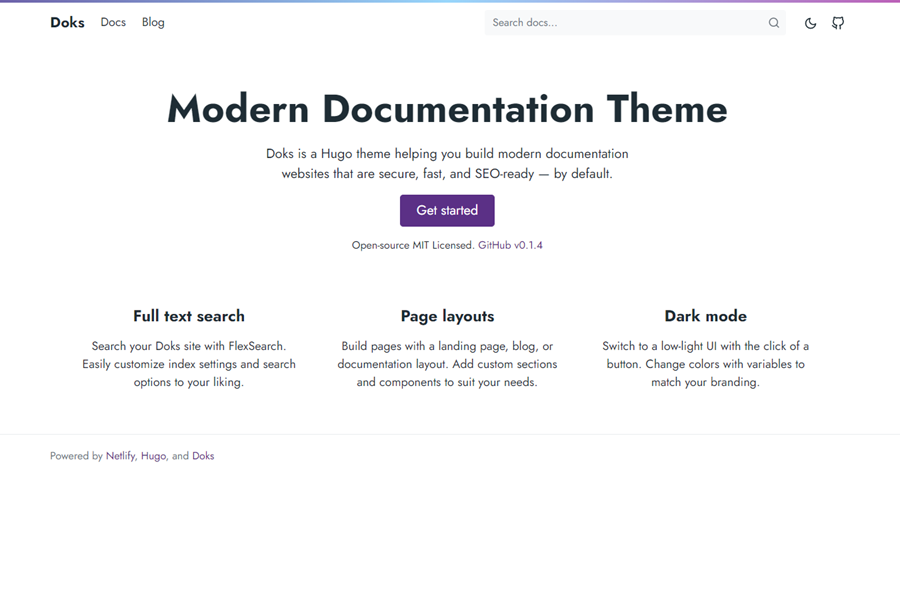 Doks Docs Blog Search docs...
Modern Documentation Theme
Doks is a Hugo theme helping you build modern documentation
websites that are secure, fast, and SEO-ready — by default.
Get started
Open-source MIT Licensed. GitHub v0.1.4
Full text search
Search your Doks site with FlexSearch.
Easily customize index settings and search
options to your liking.
Page layouts
Build pages with a landing page, blog, or
documentation layout. Add custom sections
and components to suit your needs.
Dark mode
Switch to a low-light UI with the click of a
button. Change colors with variables to
match your branding.
Powered by Netlify, Hugo, and Doks